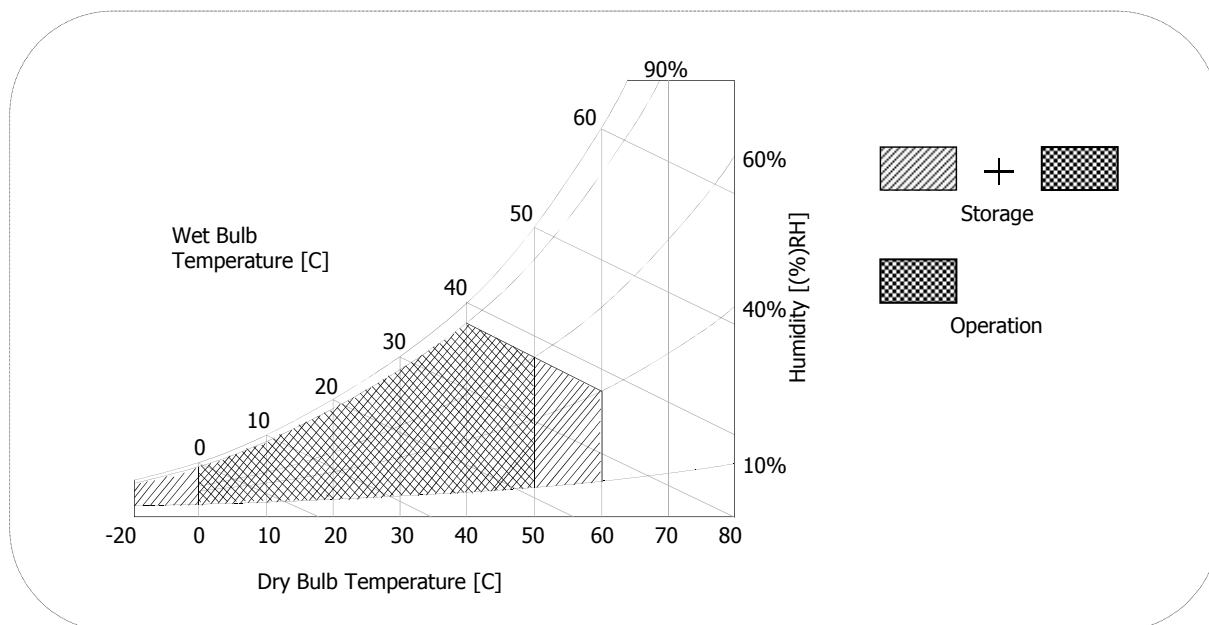 90%
60
60%
50
Wet Bulb
Temperature [C]
Storage
40
40%
Humidity [(%)RH]
Operation
30
20
10
0
10%
-20 0 10 20 30 40 50 60 80
Dry Bulb Temperature [C]